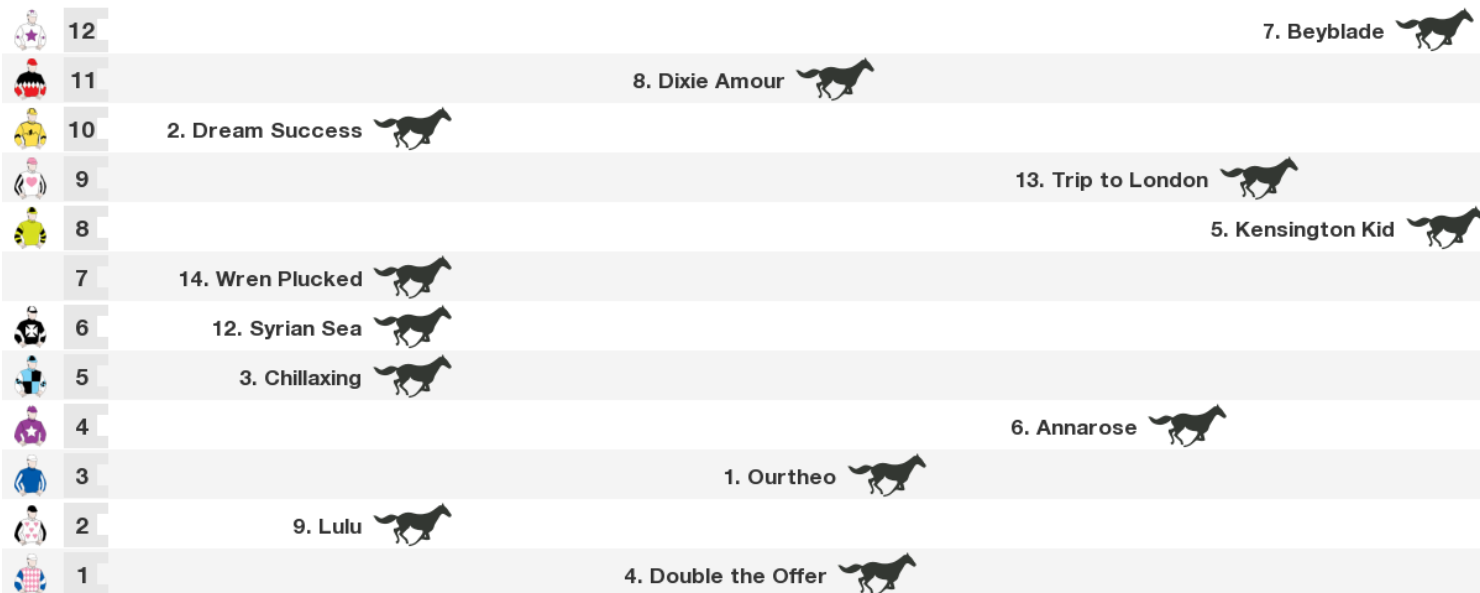 12 7. Beyblade
11 8. Dixie Amour
10 2. Dream Success
9 13. Trip to London
8 5. Kensington Kid
7 14. Wren Plucked
6 12. Syrian Sea
5 3. Chillaxing
4 6. Annarose
3 1. Ourtheo
2 9. Lulu
1 4. Double the Offer